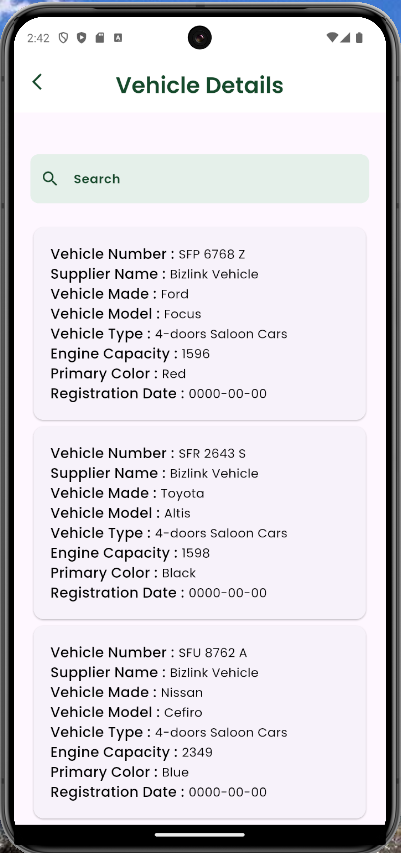 2:42
Vehicle Details
Search
Vehicle Number : SFP 6768 Z
Supplier Name : Bizlink Vehicle
Vehicle Made : Ford
Vehicle Model : Focus
Vehicle Type : 4-doors Saloon Cars
Engine Capacity : 1596
Primary Color : Red
Registration Date : 0000-00-00
Vehicle Number : SFR 2643 S
Supplier Name : Bizlink Vehicle
Vehicle Made : Toyota
Vehicle Model : Altis
Vehicle Type : 4-doors Saloon Cars
Engine Capacity : 1598
Primary Color : Black
Registration Date : 0000-00-00
Vehicle Number : SFU 8762 A
Supplier Name : Bizlink Vehicle
Vehicle Made : Nissan
Vehicle Model : Cefiro
Vehicle Type : 4-doors Saloon Cars
Engine Capacity : 2349
Primary Color : Blue
Registration Date : 0000-00-00